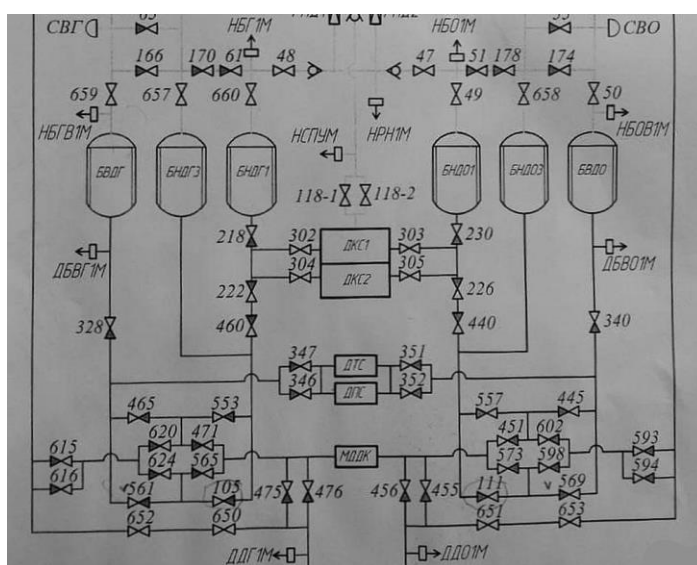 СВГ
НБГ1М
НБО1М
СВО
166 170 61 48
47 51 178 174
659 657 660
49 658 50
НБГВ1М
НСПУМ
НРН1М
НБОВ1М
БВДГ БНДГ3 БНДГ1
БНДО1 БНДО3 БВДО
118-1 118-2
218 302 ДКС1 303 230
304 ДКС2 305
ДБВГ1М
ДБВО1М
222 226
328 460 440 340
347 ДТС 351
346 ДПС 352
465 553 557 445
615 620 471 451 602 593
МДДК
616 624 565 573 598 594
561 105 475 476 456 455 111 569
652 650 651 653
ДДГ1М ДДО1М